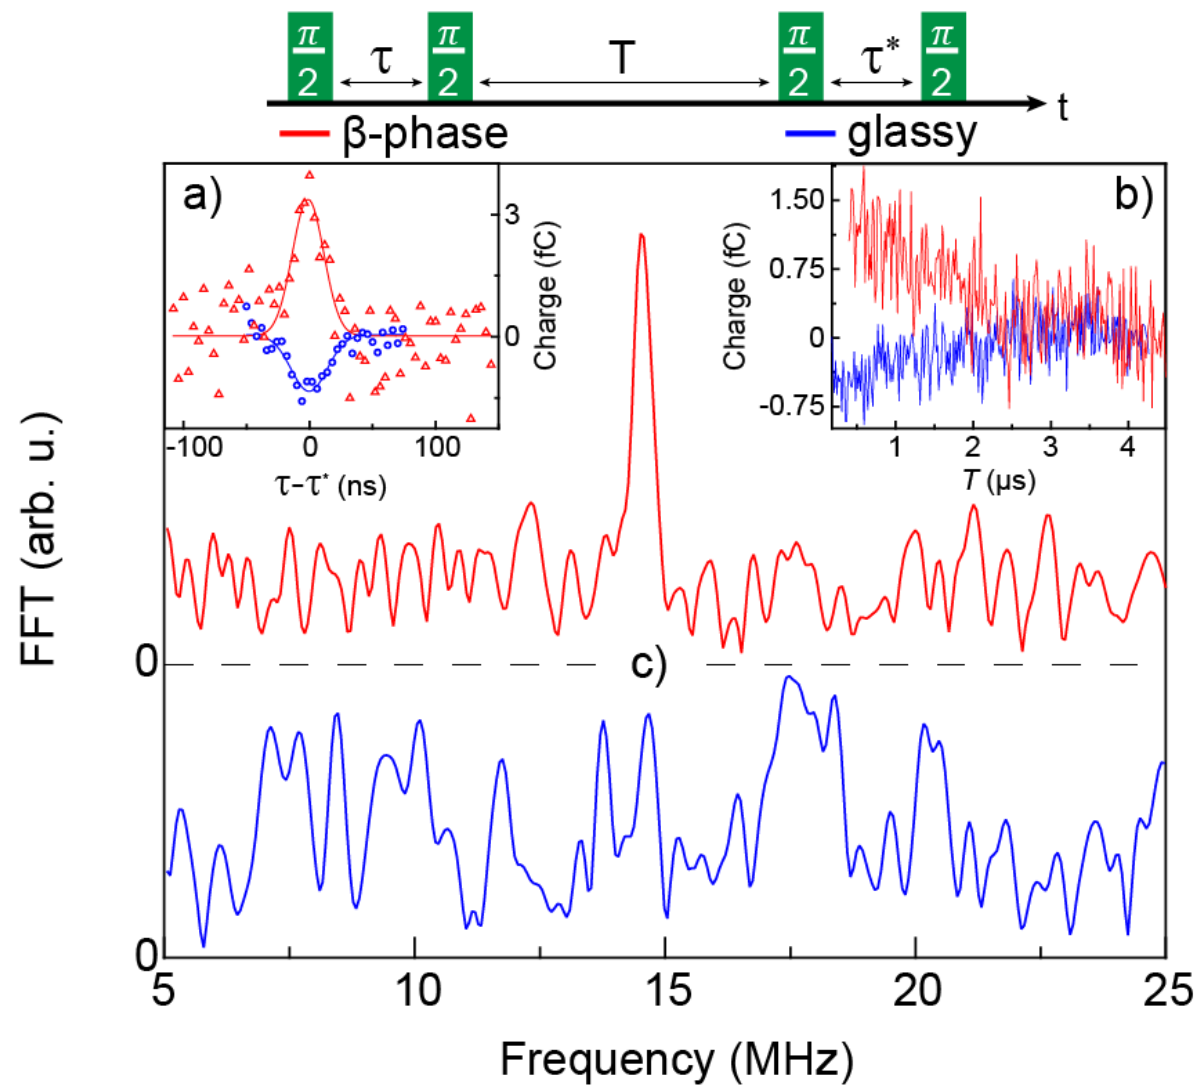 π/2 τ π/2 T π/2 τ* π/2
t
β-phase glassy
a)
3
0
Charge (fC)
-100 0 100
τ-τ* (ns)
b)
1.50
0.75
0
-0.75
Charge (fC)
1 2 3 4
T (μs)
FFT (arb. u.)
0
c)
0
5 10 15 20 25
Frequency (MHz)